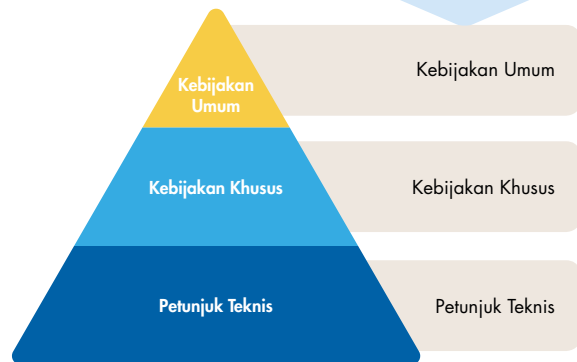 Kebijakan
Umum
Kebijakan Umum
Kebijakan Khusus
Kebijakan Khusus
Petunjuk Teknis
Petunjuk Teknis